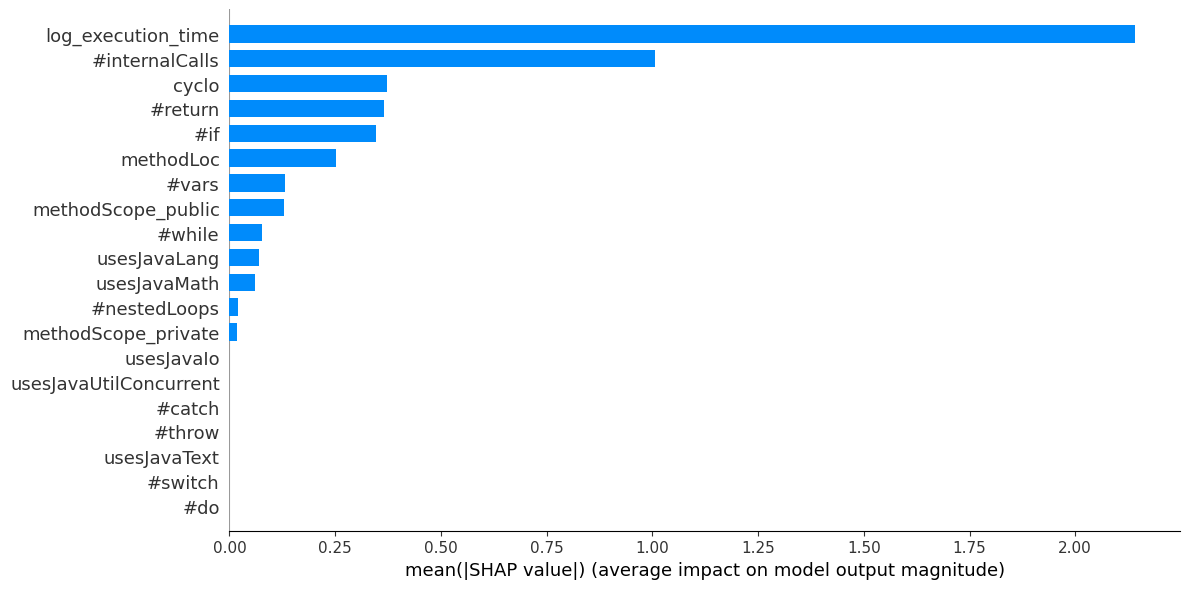 log_execution_time
#internalCalls
cyclo
#return
#if
methodLoc
#vars
methodScope_public
#while
usesJavaLang
usesJavaMath
#nestedLoops
methodScope_private
usesJavaIo
usesJavaUtilConcurrent
#catch
#throw
usesJavaText
#switch
#do
0.00 0.25 0.50 0.75 1.00 1.25 1.50 1.75 2.00
mean(|SHAP value|) (average impact on model output magnitude)